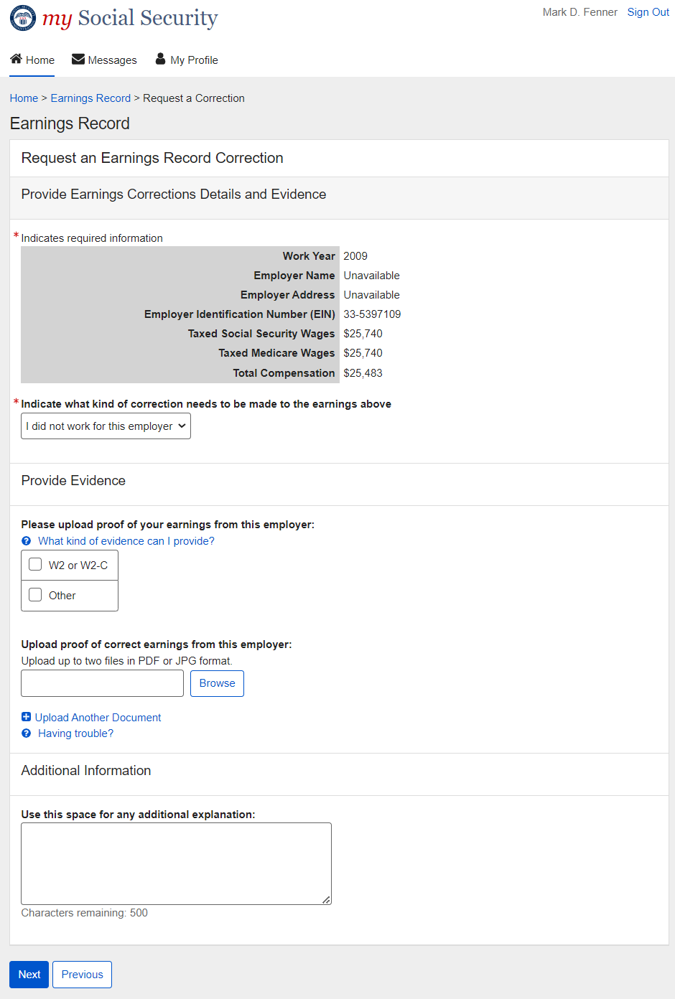 my Social Security
Mark D. Fenner Sign Out
Home Messages My Profile
Home > Earnings Record > Request a Correction
Earnings Record
Request an Earnings Record Correction
Provide Earnings Corrections Details and Evidence
* Indicates required information
Work Year 2009
Employer Name Unavailable
Employer Address Unavailable
Employer Identification Number (EIN) 33-5397109
Taxed Social Security Wages $25,740
Taxed Medicare Wages $25,740
Total Compensation $25,483
* Indicate what kind of correction needs to be made to the earnings above
I did not work for this employer
Provide Evidence
Please upload proof of your earnings from this employer:
What kind of evidence can I provide?
W2 or W2-C
Other
Upload proof of correct earnings from this employer:
Upload up to two files in PDF or JPG format.
Browse
Upload Another Document
Having trouble?
Additional Information
Use this space for any additional explanation:
Characters remaining: 500
Next Previous